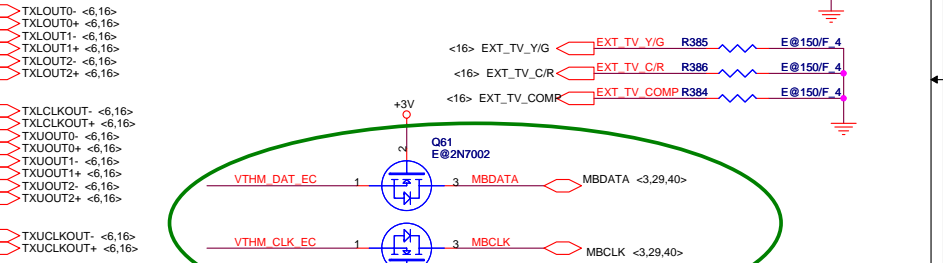 TXLOUT0- <6,16>
TXLOUT0+ <6,16>
TXLOUT1- <6,16>
TXLOUT1+ <6,16>
TXLOUT2- <6,16>
TXLOUT2+ <6,16>
TXLCLKOUT- <6,16>
TXLCLKOUT+ <6,16>
TXUOUT0- <6,16>
TXUOUT0+ <6,16>
TXUOUT1- <6,16>
TXUOUT1+ <6,16>
TXUOUT2- <6,16>
TXUOUT2+ <6,16>
TXUCLKOUT- <6,16>
TXUCLKOUT+ <6,16>
<16> EXT_TV_Y/G EXT_TV_Y/G R385 E@150/F_4
<16> EXT_TV_C/R EXT_TV_C/R R386 E@150/F_4
<16> EXT_TV_COMP EXT_TV_COMP R384 E@150/F_4
+3V
2
Q61
E@2N7002
VTHM_DAT_EC 1 3 MBDATA MBDATA <3,29,40>
VTHM_CLK_EC 1 3 MBCLK MBCLK <3,29,40>